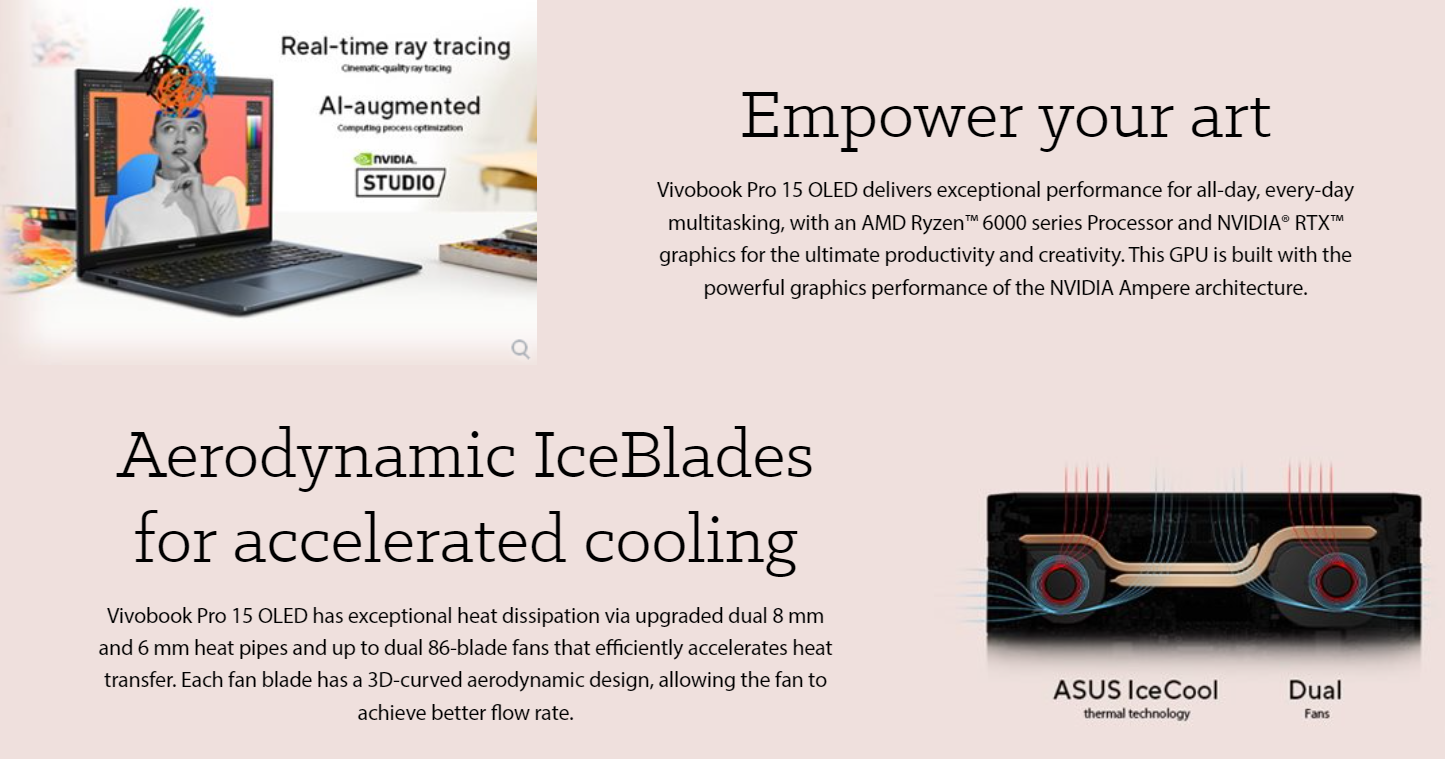 Real-time ray tracing
Cinematic-quality ray tracing
AI-augmented
Computing process optimization
NVIDIA.
STUDIO
Empower your art
Vivobook Pro 15 OLED delivers exceptional performance for all-day, every-day
multitasking, with an AMD Ryzen™ 6000 series Processor and NVIDIA® RTX™
graphics for the ultimate productivity and creativity. This GPU is built with the
powerful graphics performance of the NVIDIA Ampere architecture.
Aerodynamic IceBlades
for accelerated cooling
Vivobook Pro 15 OLED has exceptional heat dissipation via upgraded dual 8 mm
and 6 mm heat pipes and up to dual 86-blade fans that efficiently accelerates heat
transfer. Each fan blade has a 3D-curved aerodynamic design, allowing the fan to
achieve better flow rate.
ASUS IceCool
thermal technology
Dual
Fans